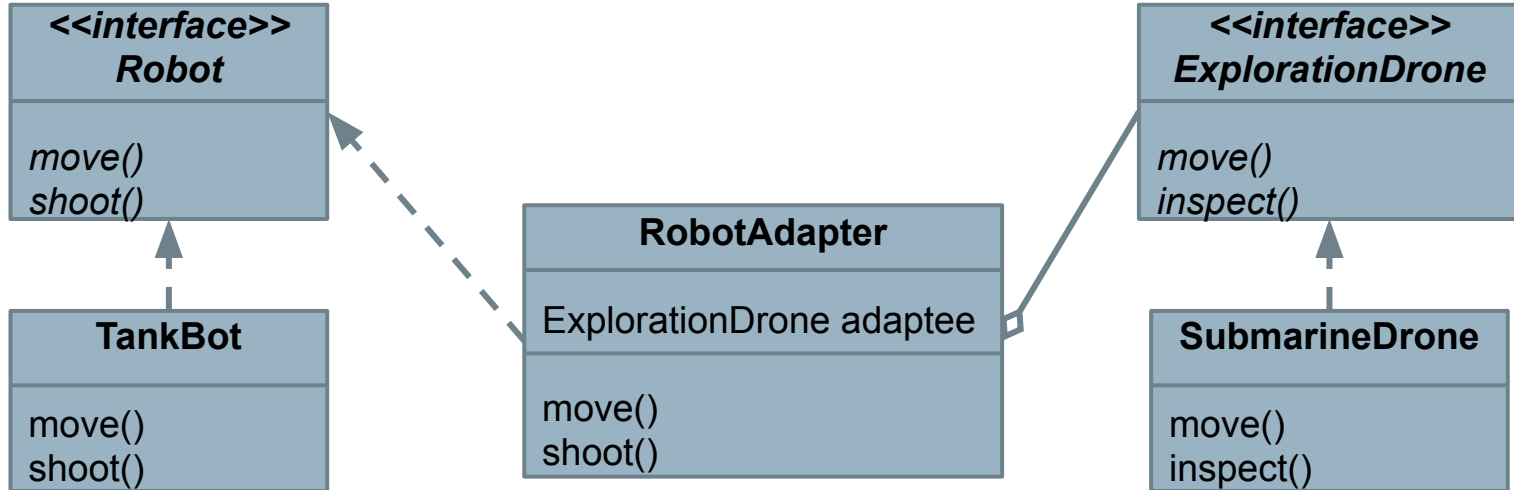 <<interface>>
Robot
move()
shoot()
TankBot
move()
shoot()
RobotAdapter
ExplorationDrone adaptee
move()
shoot()
<<interface>>
ExplorationDrone
move()
inspect()
SubmarineDrone
move()
inspect()